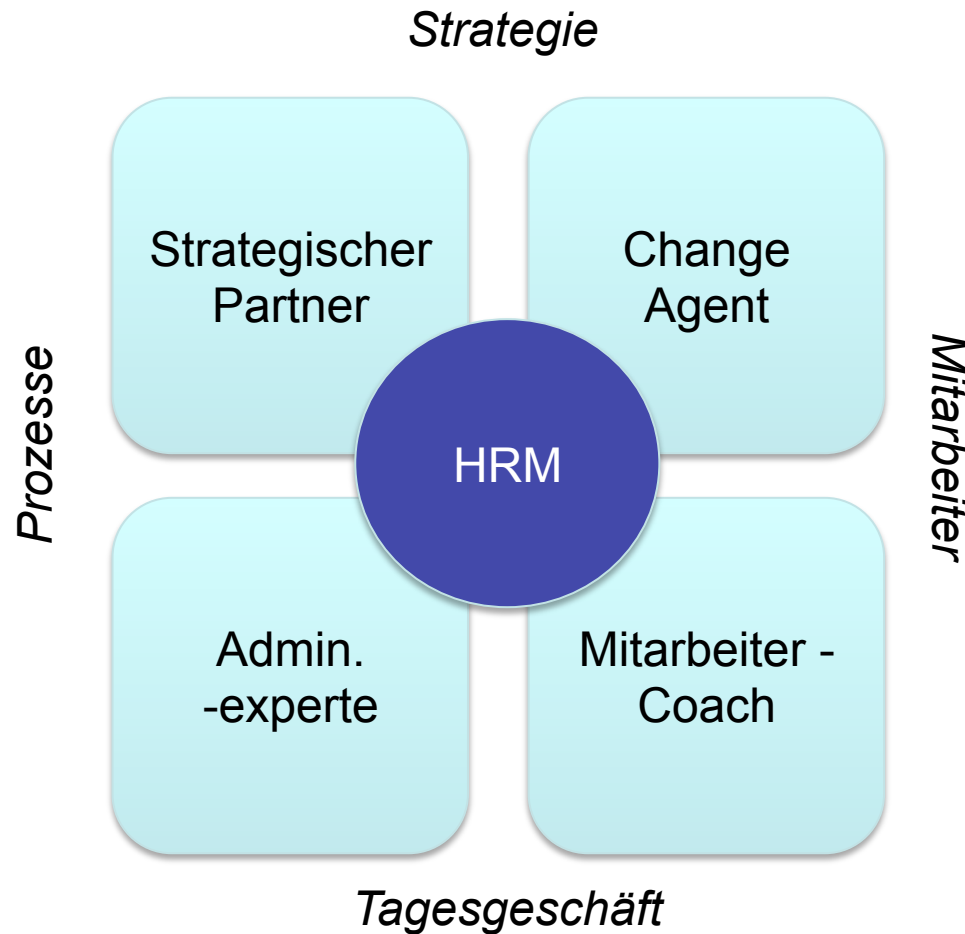 Strategie
Strategischer
Partner
Change
Agent
Prozesse
HRM
Mitarbeiter
Admin.
-experte
Mitarbeiter -
Coach
Tagesgeschäft